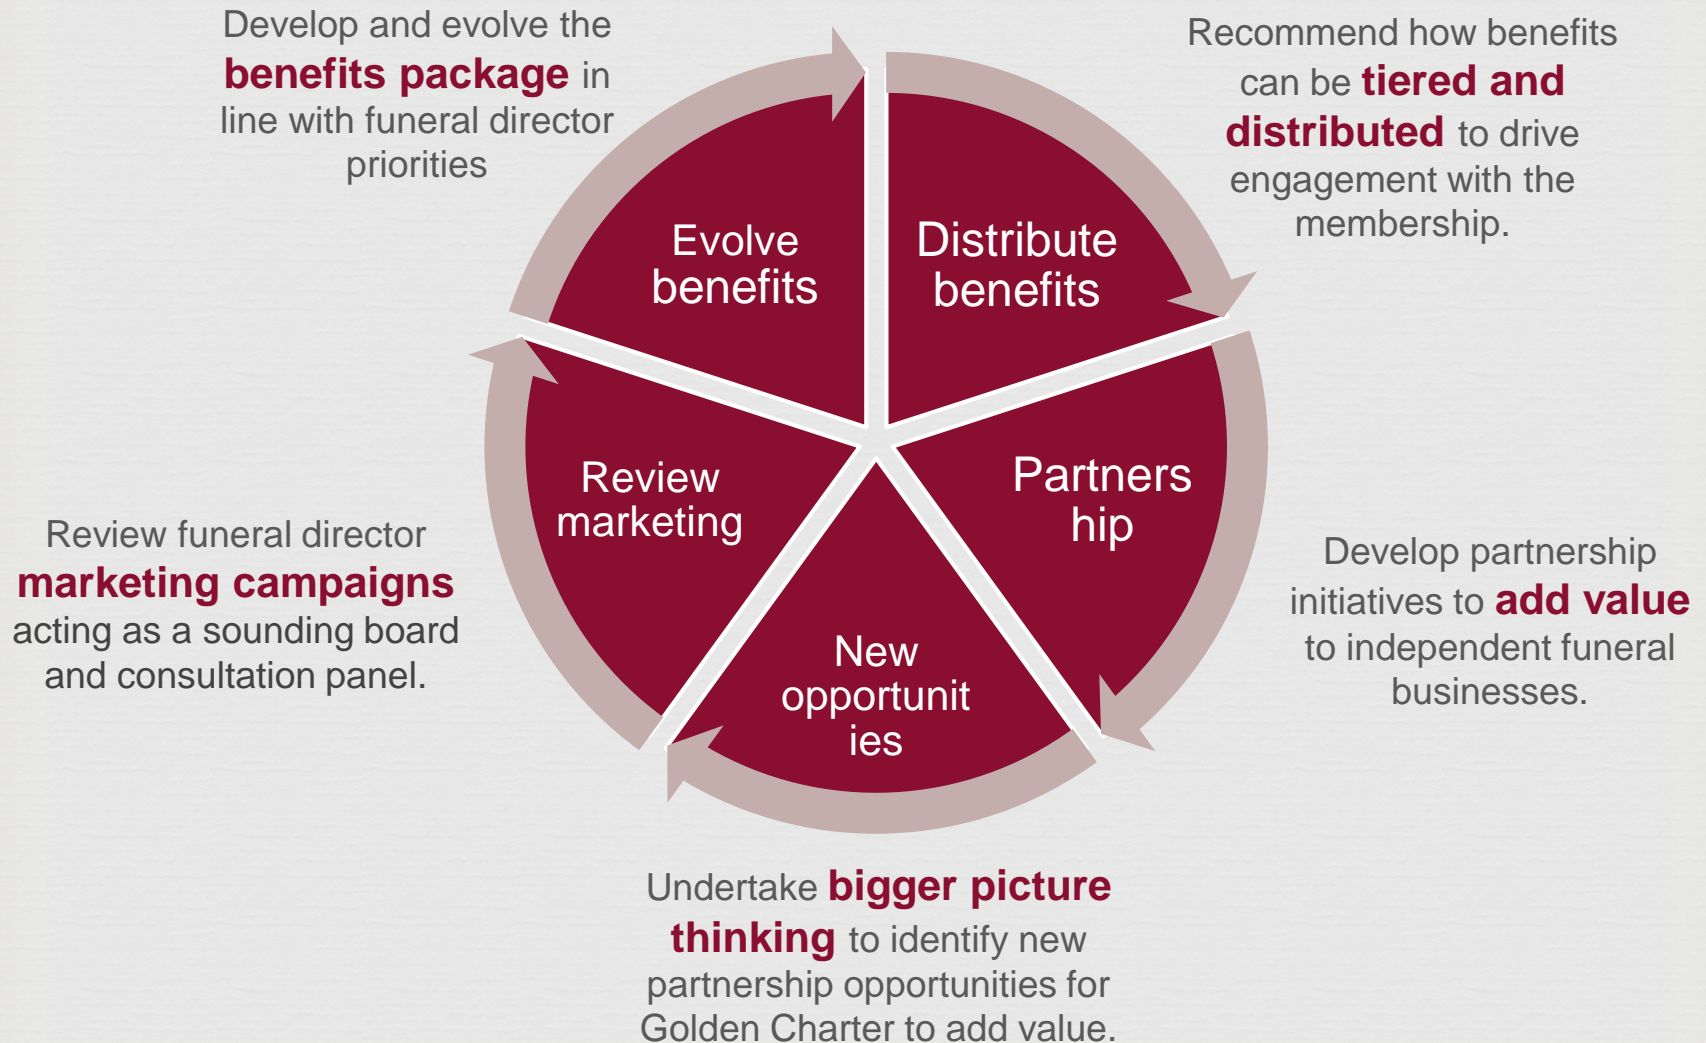 Develop and evolve the
benefits package in
line with funeral director
priorities
Recommend how benefits
can be tiered and
distributed to drive
engagement with the
membership.
Evolve
benefits
Distribute
benefits
Review
marketing
Partners
hip
New
opportunit
ies
Review funeral director
marketing campaigns
acting as a sounding board
and consultation panel.
Develop partnership
initiatives to add value
to independent funeral
businesses.
Undertake bigger picture
thinking to identify new
partnership opportunities for
Golden Charter to add value.